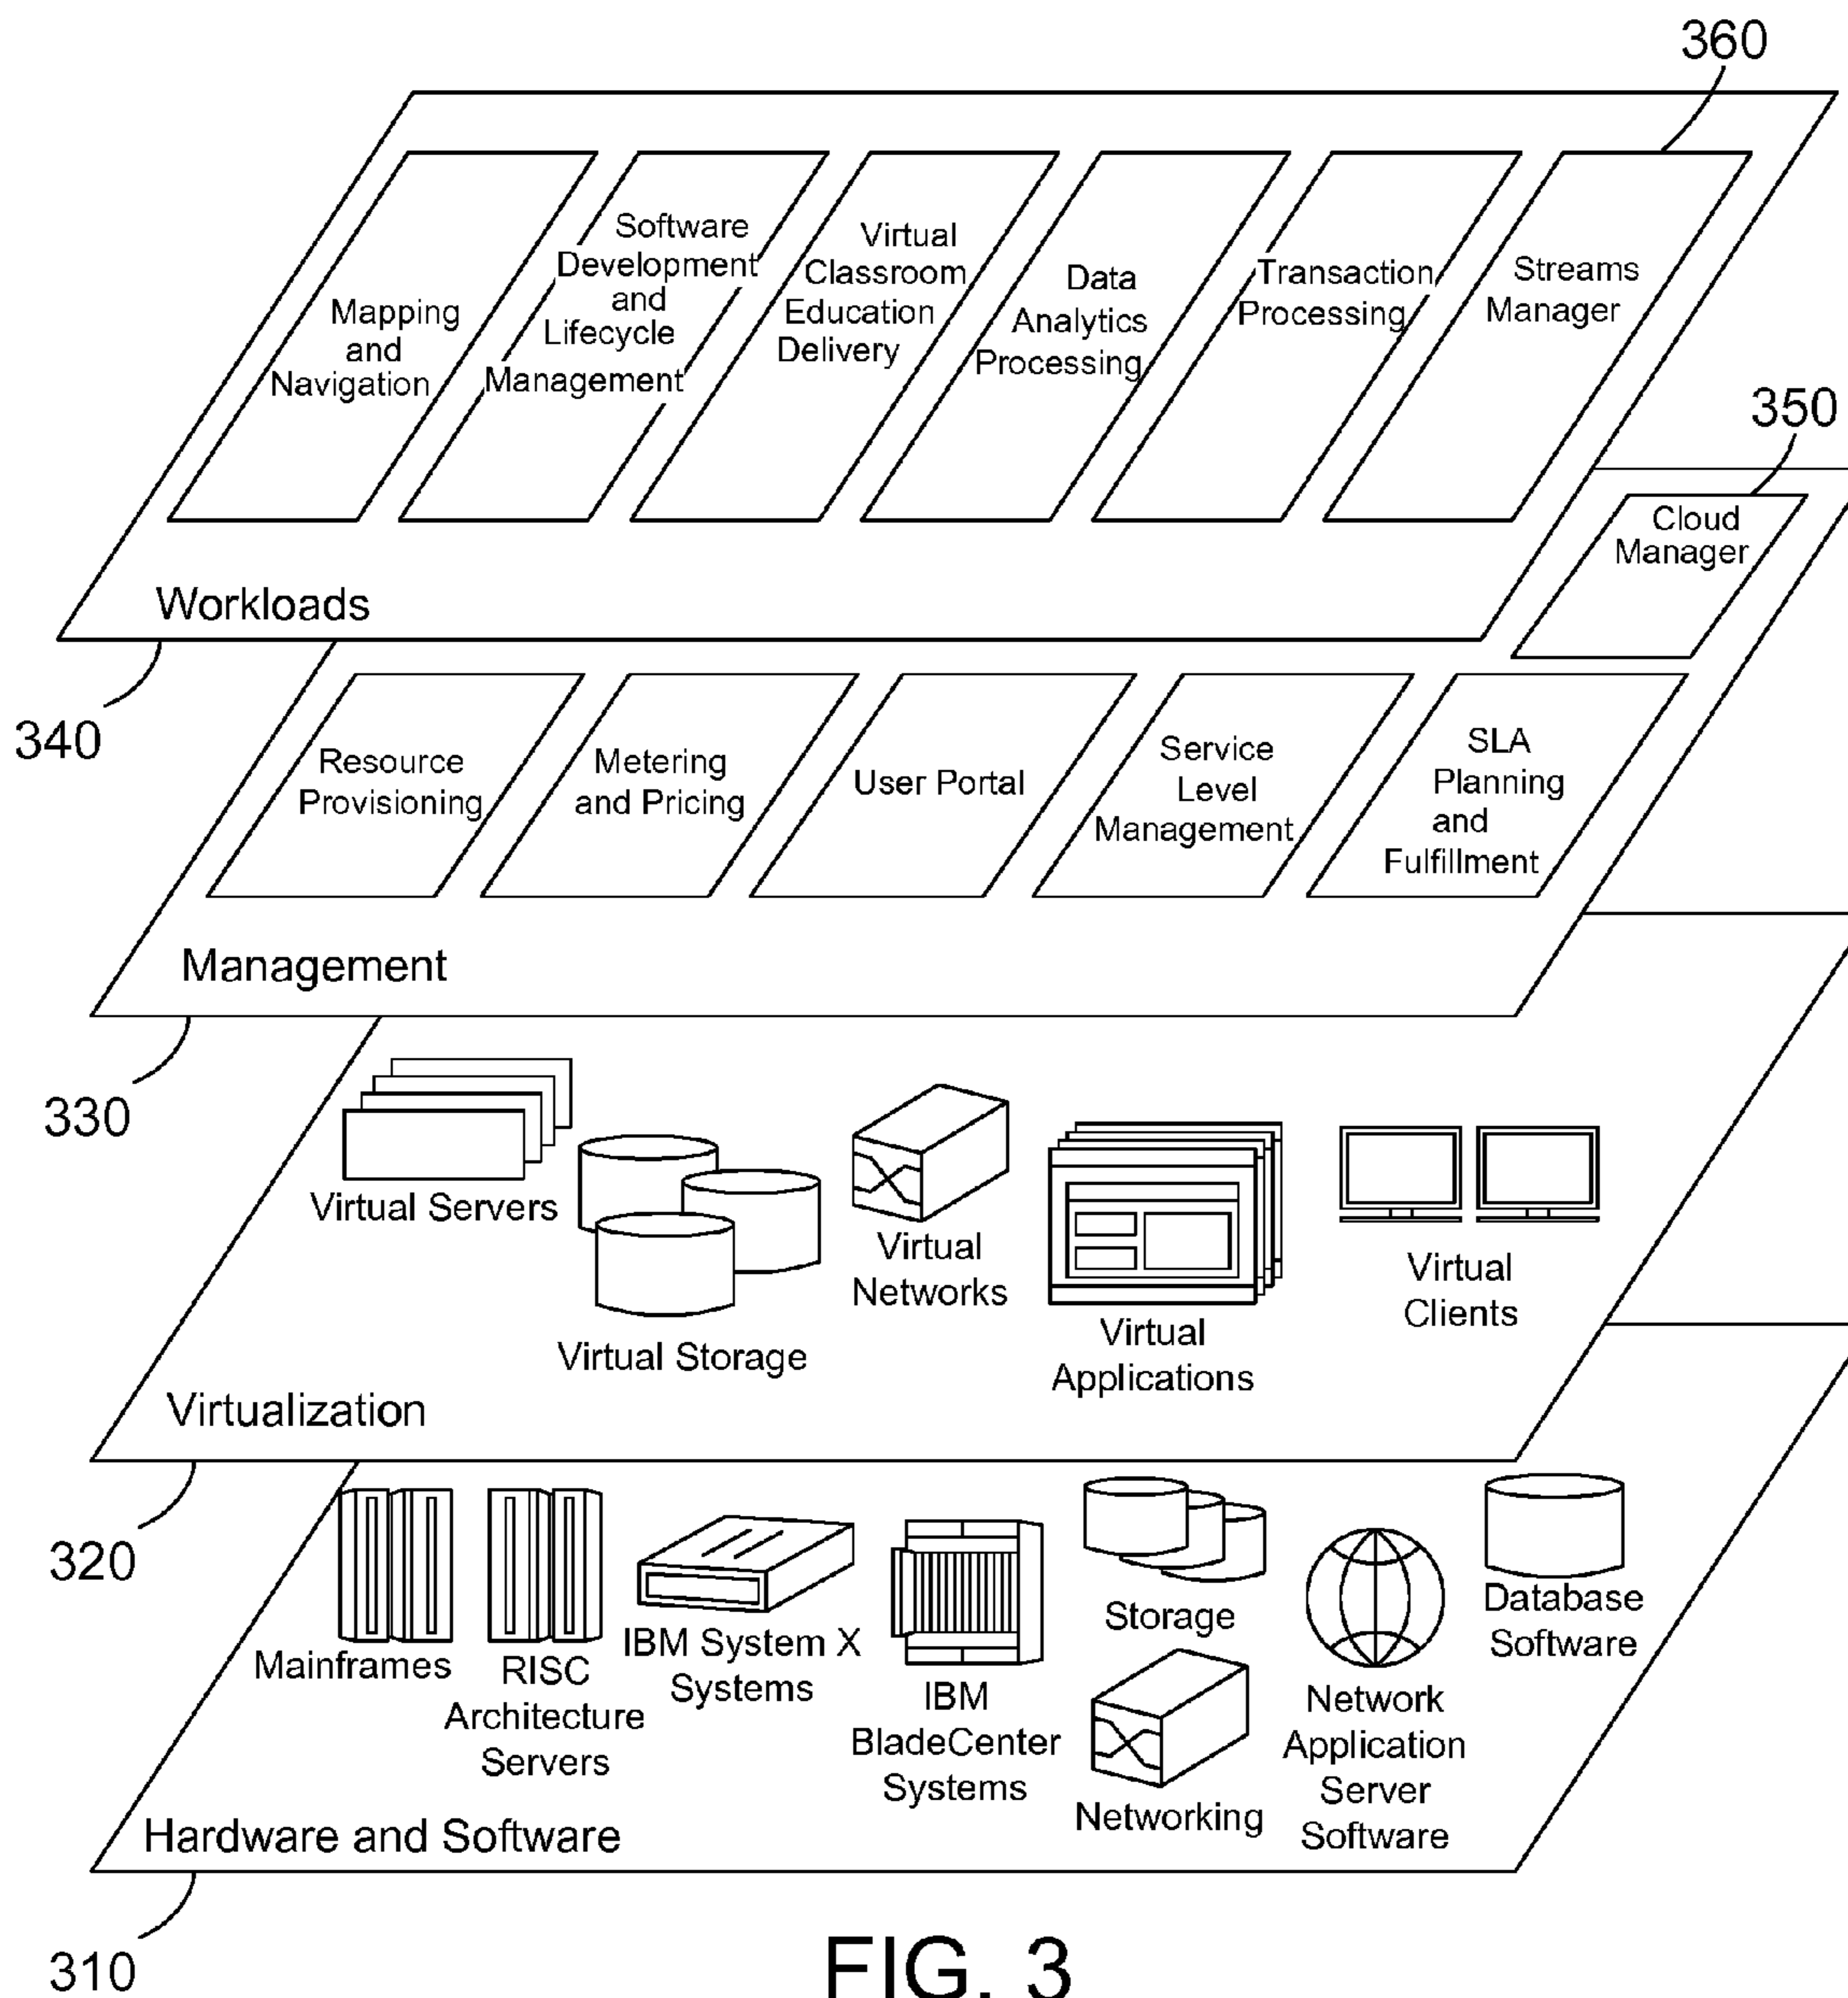 360
Mapping
and
Navigation
Software
Development
and
Lifecycle
Management
Virtual
Classroom
Education
Delivery
Data
Analytics
Processing
Transaction
Processing
Streams
Manager
350
Cloud
Manager
Workloads
340
Resource
Provisioning
Metering
and Pricing
User Portal
Service
Level
Management
SLA
Planning
and
Fulfillment
Management
330
Virtual Servers
Virtual Storage
Virtual
Networks
Virtual
Applications
Virtual
Clients
Virtualization
320
Mainframes
RISC
Architecture
Servers
IBM System X
Systems
IBM
BladeCenter
Systems
Storage
Networking
Network
Application
Server
Software
Database
Software
Hardware and Software
310
FIG. 3